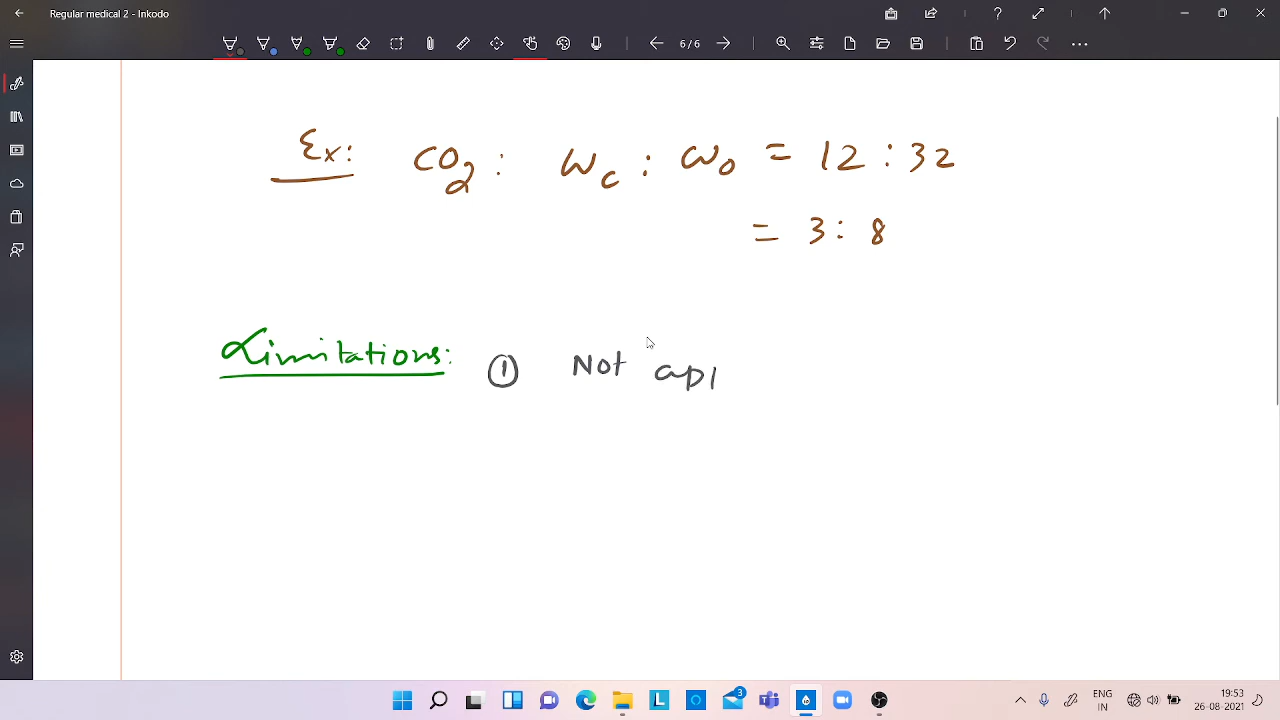 Regular medical 2 - Inkodo
6/6
Ex: CO2 : Wc : Wo = 12 : 32
= 3 : 8
Limitations: ① Not apl
3
ENG
IN
19:53
26-08-2021